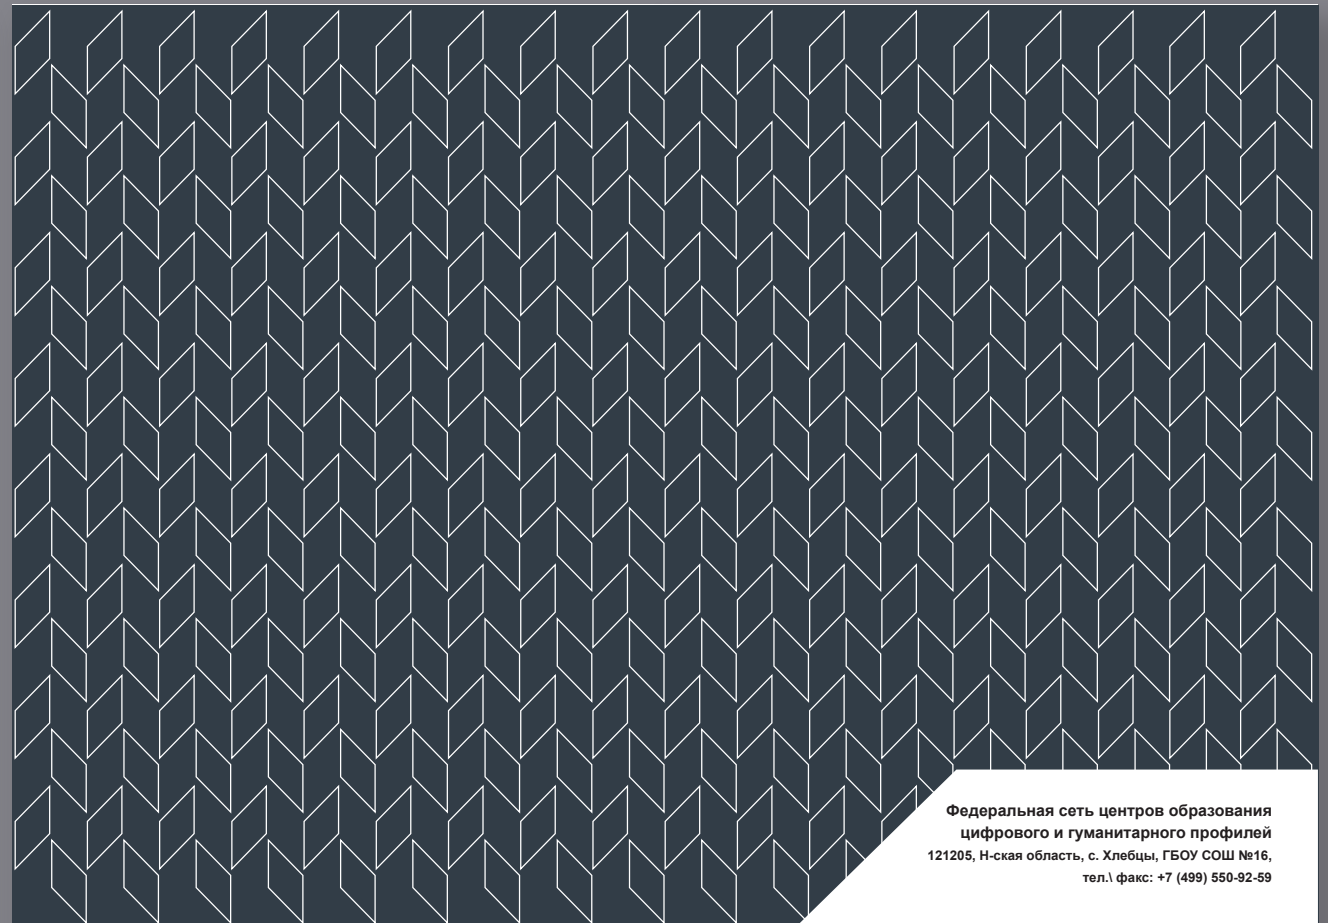 Федеральная сеть центров образования
цифрового и гуманитарного профилей
121205, Н-ская область, с. Хлебцы, ГБОУ СОШ №16,
тел.\ факс: +7 (499) 550-92-59